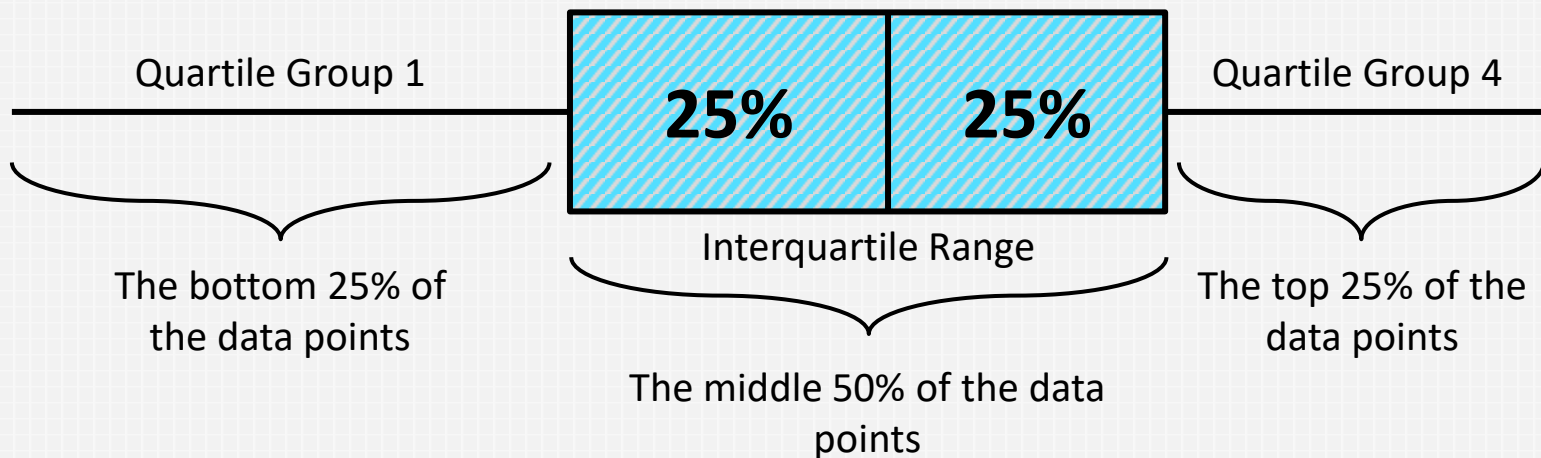 Quartile Group 1
25%
25%
Quartile Group 4
Interquartile Range
The bottom 25% of
the data points
The middle 50% of the data
points
The top 25% of the
data points